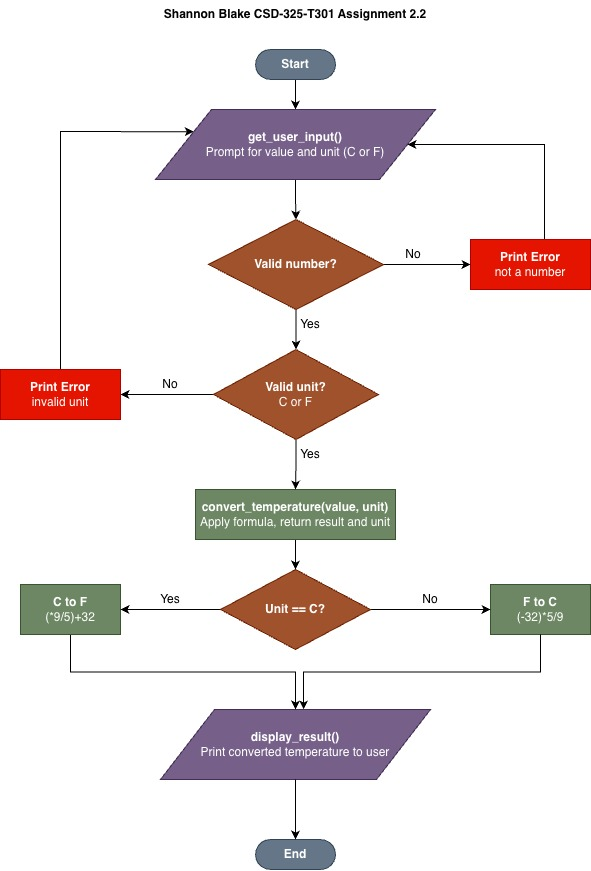 Shannon Blake CSD-325-T301 Assignment 2.2
Start
get_user_input()
Prompt for value and unit (C or F)
Valid number?
No
Print Error
not a number
Yes
Valid unit?
C or F
No
Print Error
invalid unit
Yes
convert_temperature(value, unit)
Apply formula, return result and unit
Unit == C?
Yes
C to F
(*9/5)+32
No
F to C
(-32)*5/9
display_result()
Print converted temperature to user
End